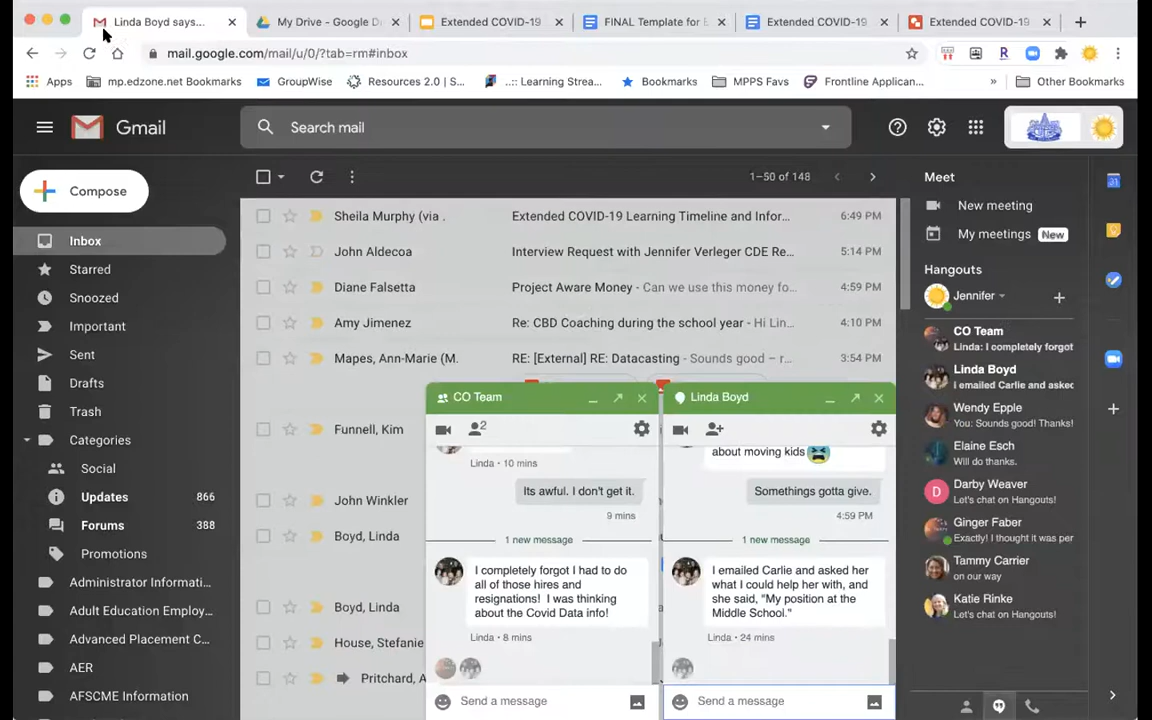 Linda Boyd says...
My Drive - Google D
Extended COVID-19
FINAL Template for E
Extended COVID-19
Extended COVID-19
mail.google.com/mail/u/0/?tab=rm#inbox
Apps
mp.edzone.net Bookmarks
GroupWise
Resources 2.0 | S...
..:: Learning Strea...
Bookmarks
MPPS Favs
Frontline Applican...
»
Other Bookmarks
Gmail
Search mail
Compose
1–50 of 148
Inbox
Starred
Snoozed
Important
Sent
Drafts
Trash
Categories
Social
Updates 866
Forums 388
Promotions
Administrator Informati...
Adult Education Employ...
Advanced Placement C...
AER
AFSCME Information
Sheila Murphy (via . Extended COVID-19 Learning Timeline and Infor... 6:49 PM
John Aldecoa Interview Request with Jennifer Verleger CDE Re... 5:14 PM
Diane Falsetta Project Aware Money - Can we use this money fo... 4:59 PM
Amy Jimenez Re: CBD Coaching during the school year - Hi Lin... 4:10 PM
Mapes, Ann-Marie (M. RE: [External] RE: Datacasting - Sounds good – r... 3:54 PM
Funnell, Kim
John Winkler
Boyd, Linda
Boyd, Linda
House, Stefanie
Pritchard, A
CO Team
2
Linda • 10 mins
Its awful. I don't get it.
9 mins
1 new message
I completely forgot I had to do
all of those hires and
resignations! I was thinking
about the Covid Data info!
Linda • 8 mins
Send a message
Linda Boyd
about moving kids
Somethings gotta give.
4:59 PM
1 new message
I emailed Carlie and asked her
what I could help her with, and
she said, "My position at the
Middle School."
Linda • 24 mins
Send a message
Meet
New meeting
My meetings New
Hangouts
Jennifer
CO Team
Linda: I completely forgot
Linda Boyd
I emailed Carlie and asked
Wendy Epple
You: Sounds good! Thanks!
Elaine Esch
Will do thanks.
D
Darby Weaver
Let's chat on Hangouts!
Ginger Faber
Exactly! I thought it was per
Tammy Carrier
on our way
Katie Rinke
Let's chat on Hangouts!